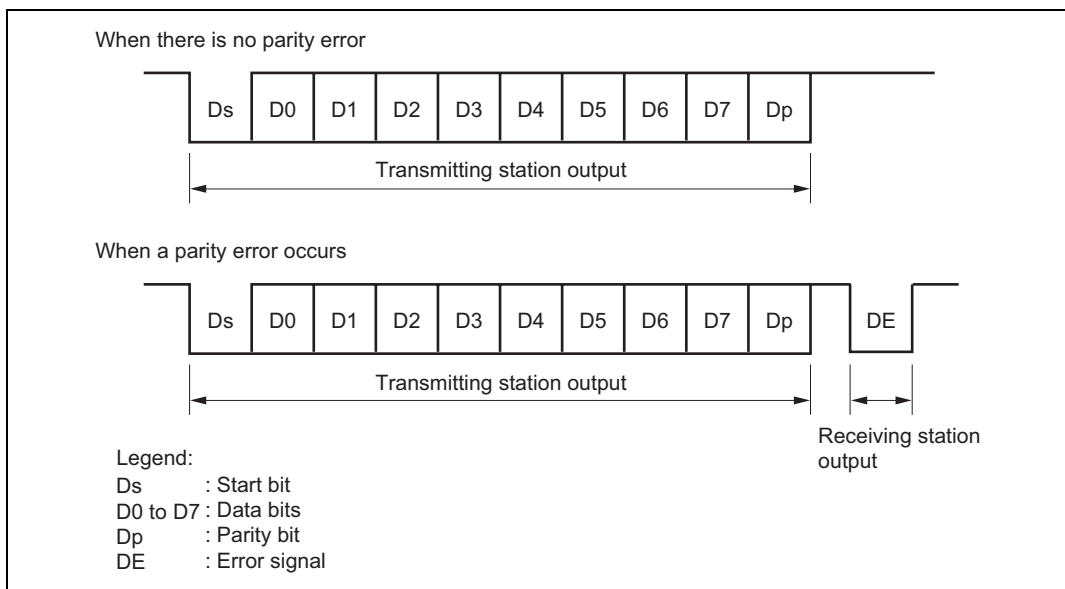 When there is no parity error
Ds D0 D1 D2 D3 D4 D5 D6 D7 Dp
Transmitting station output
When a parity error occurs
Ds D0 D1 D2 D3 D4 D5 D6 D7 Dp DE
Transmitting station output
Receiving station
output
Legend:
Ds : Start bit
D0 to D7 : Data bits
Dp : Parity bit
DE : Error signal